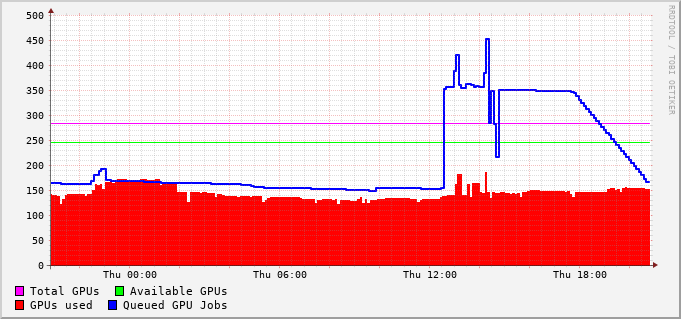 500
450
400
350
300
250
200
150
100
50
0
Thu 00:00 Thu 06:00 Thu 12:00 Thu 18:00
Total GPUs Available GPUs
GPUs used Queued GPU Jobs
RRDTOOL / TOBI OETIKER